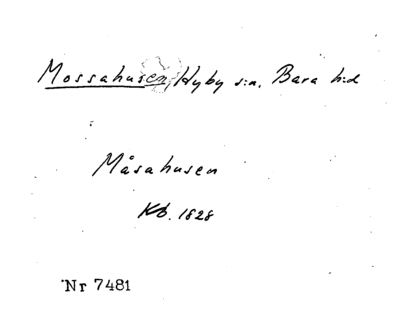 Mossahusen, Hyby s:n, Bara h:d
Måsahusen
Kb. 1828
Nr 7481